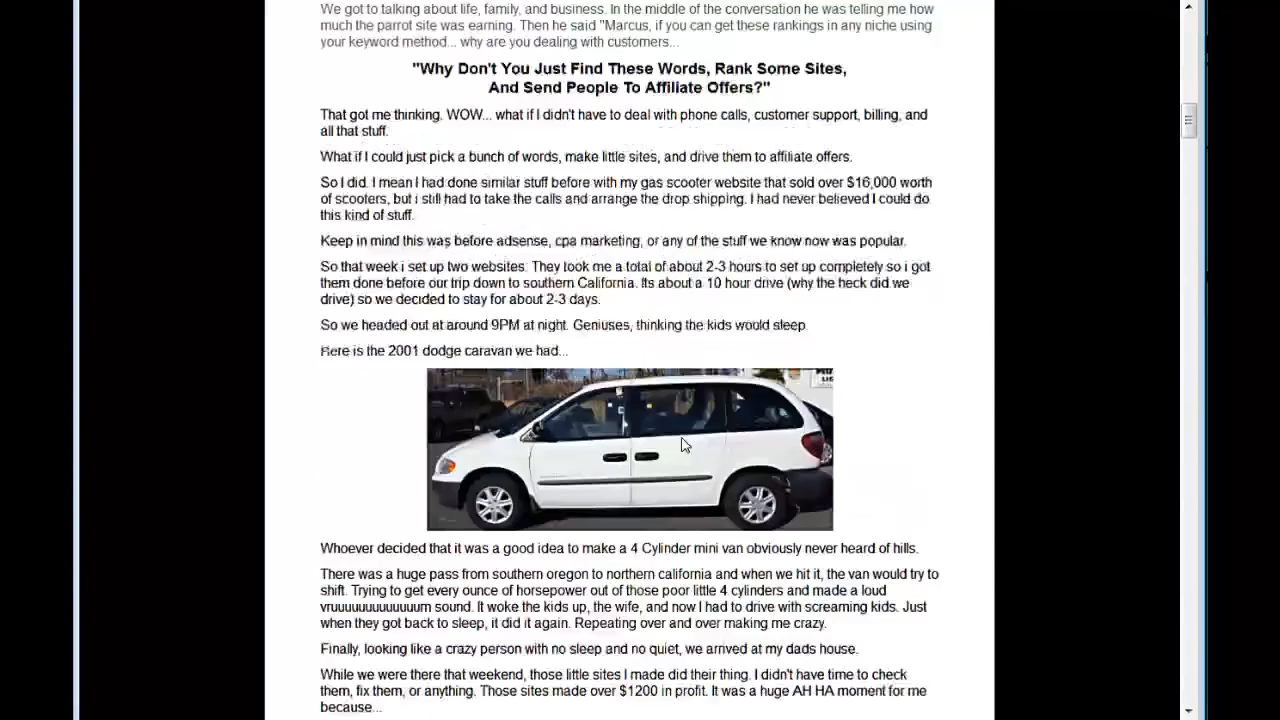 We got to talking about life, family, and business. In the middle of the conversation he was telling me how
much the parrot site was earning. Then he said "Marcus, if you can get these rankings in any niche using
your keyword method... why are you dealing with customers...
"Why Don't You Just Find These Words, Rank Some Sites,
And Send People To Affiliate Offers?"
That got me thinking. WOW... what if I didn't have to deal with phone calls, customer support, billing, and
all that stuff.
What if I could just pick a bunch of words, make little sites, and drive them to affiliate offers.
So I did. I mean I had done similar stuff before with my gas scooter website that sold over $16,000 worth
of scooters, but i still had to take the calls and arrange the drop shipping. I had never believed I could do
this kind of stuff.
Keep in mind this was before adsense, cpa marketing, or any of the stuff we know now was popular.
So that week i set up two websites. They took me a total of about 2-3 hours to set up completely so i got
them done before our trip down to southern California. Its about a 10 hour drive (why the heck did we
drive) so we decided to stay for about 2-3 days.
So we headed out at around 9PM at night. Geniuses, thinking the kids would sleep.
Here is the 2001 dodge caravan we had...
Whoever decided that it was a good idea to make a 4 Cylinder mini van obviously never heard of hills.
There was a huge pass from southern oregon to northern california and when we hit it, the van would try to
shift. Trying to get every ounce of horsepower out of those poor little 4 cylinders and made a loud
vruuuuuuuuuuuum sound. It woke the kids up, the wife, and now I had to drive with screaming kids. Just
when they got back to sleep, it did it again. Repeating over and over making me crazy.
Finally, looking like a crazy person with no sleep and no quiet, we arrived at my dads house.
While we were there that weekend, those little sites I made did their thing. I didn't have time to check
them, fix them, or anything. Those sites made over $1200 in profit. It was a huge AH HA moment for me
because...